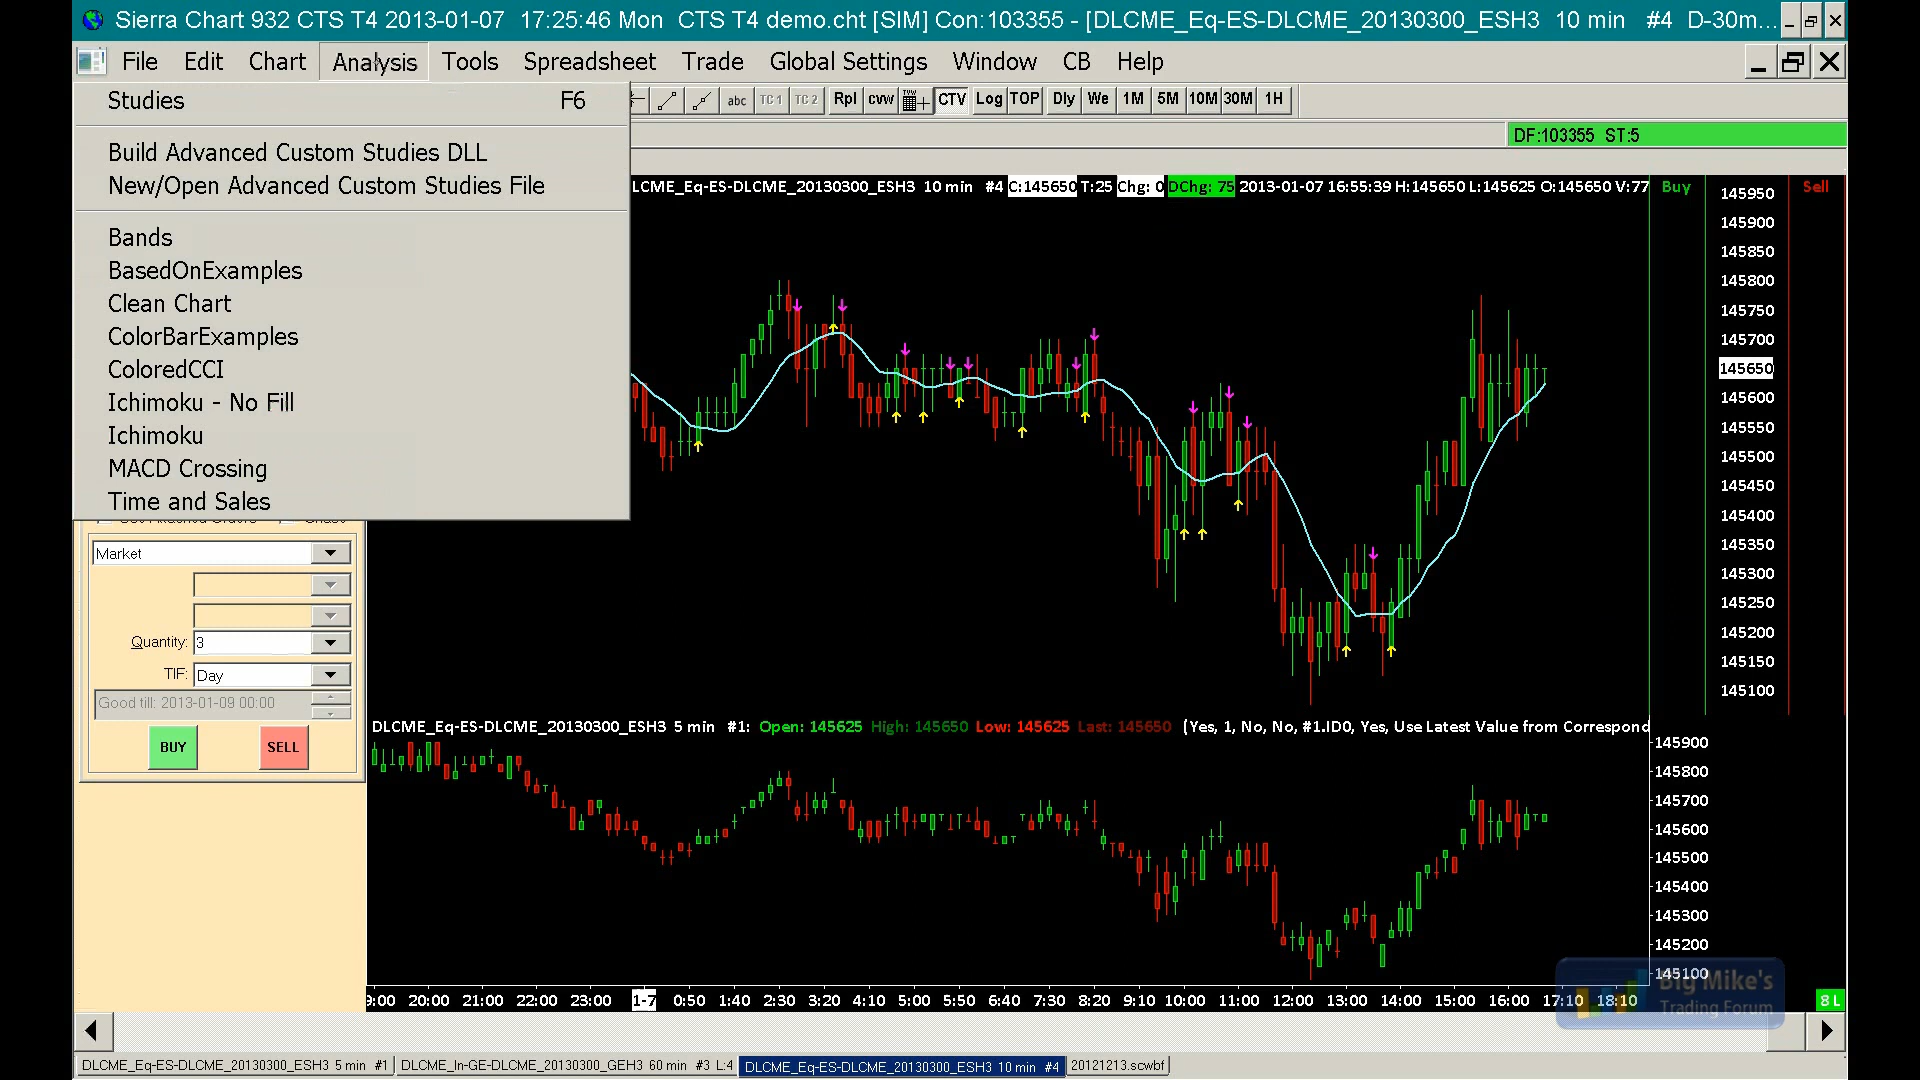 Sierra Chart 932 CTS T4 2013-01-07 17:25:46 Mon CTS T4 demo.cht [SIM] Con:103355 - [DLCME_Eq-ES-DLCME_20130300_ESH3 10 min #4 D-30m...
File Edit Chart Analysis Tools Spreadsheet Trade Global Settings Window CB Help
Studies F6
abc TC 1 TC 2 Rpl cvw CTV Log TOP Dly We 1M 5M 10M 30M 1H
DF:103355 ST:5
Build Advanced Custom Studies DLL
New/Open Advanced Custom Studies File
LCME_Eq-ES-DLCME_20130300_ESH3 10 min #4 C:145650 T:25 Chg: 0 DChg: 75 2013-01-07 16:55:39 H:145650 L:145625 O:145650 V:77 Buy Sell
Bands
BasedOnExamples
Clean Chart
ColorBarExamples
ColoredCCI
Ichimoku - No Fill
Ichimoku
MACD Crossing
Time and Sales
145950
145900
145850
145800
145750
145700
145650
145600
145550
145500
145450
145400
145350
145300
145250
145200
145150
145100
Market
Quantity: 3
TIF: Day
Good till: 2013-01-09 00:00
BUY SELL
DLCME_Eq-ES-DLCME_20130300_ESH3 5 min #1: Open: 145625 High: 145650 Low: 145625 Last: 145650 (Yes, 1, No, No, #1.ID0, Yes, Use Latest Value from Correspond
145900
145800
145700
145600
145500
145400
145300
145200
145100
Big Mike's
Trading Forum
9:00 20:00 21:00 22:00 23:00 1-7 0:50 1:40 2:30 3:20 4:10 5:00 5:50 6:40 7:30 8:20 9:10 10:00 11:00 12:00 13:00 14:00 15:00 16:00 17:10 18:10 8 L
DLCME_Eq-ES-DLCME_20130300_ESH3 5 min #1 DLCME_In-GE-DLCME_20130300_GEH3 60 min #3 L:4 DLCME_Eq-ES-DLCME_20130300_ESH3 10 min #4 20121213.scwbf